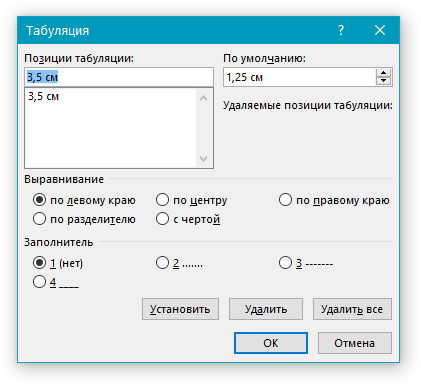 Табуляция ?
Позиции табуляции: По умолчанию:
3,5 см 1,25 см
3,5 см Удаляемые позиции табуляции:
Выравнивание
по левому краю по центру по правому краю
по разделителю с чертой
Заполнитель
1 (нет) 2 ....... 3 -------
4 ____
Установить Удалить Удалить все
ОК Отмена